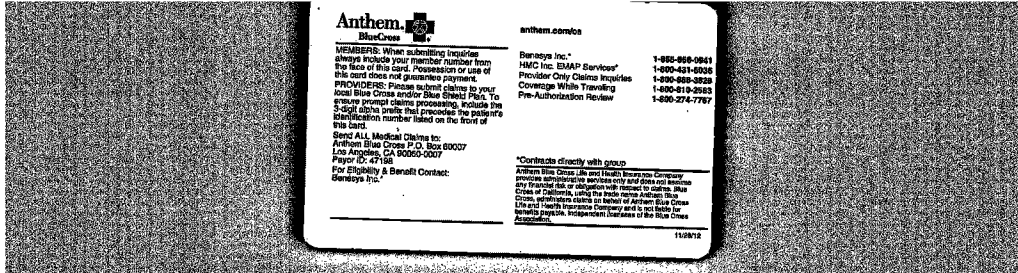 Anthem.
BlueCross
MEMBERS: When submitting inquiries
always include your member number from
the face of this card. Possession or use of
this card does not guarantee payment.
PROVIDERS: Please submit claims to your
local Blue Cross and/or Blue Shield Plan. To
ensure prompt claims processing, include the
3-digit alpha prefix that precedes the patient's
identification number listed on the front of
this card.
Send ALL Medical Claims to:
Anthem Blue Cross P.O. Box 60007
Los Angeles, CA 90060-0007
Payor ID: 47198
For Eligibility & Benefit Contact:
Benesys Inc.*
anthem.com/ca
Benesys Inc.*
HMC Inc. EMAP Services*
Provider Only Claims Inquiries
Coverage While Traveling 1-800-810-2583
Pre-Authorization Review 1-800-274-7767
*Contracts directly with group
Anthem Blue Cross Life and Health Insurance Company
provides administrative services only and does not assume
any financial risk or obligation with respect to claims. Blue
Cross of California, using the trade name Anthem Blue
Cross, administers claims on behalf of Anthem Blue Cross
Life and Health Insurance Company and is not liable for
benefits payable. Independent licensees of the Blue Cross
Association.